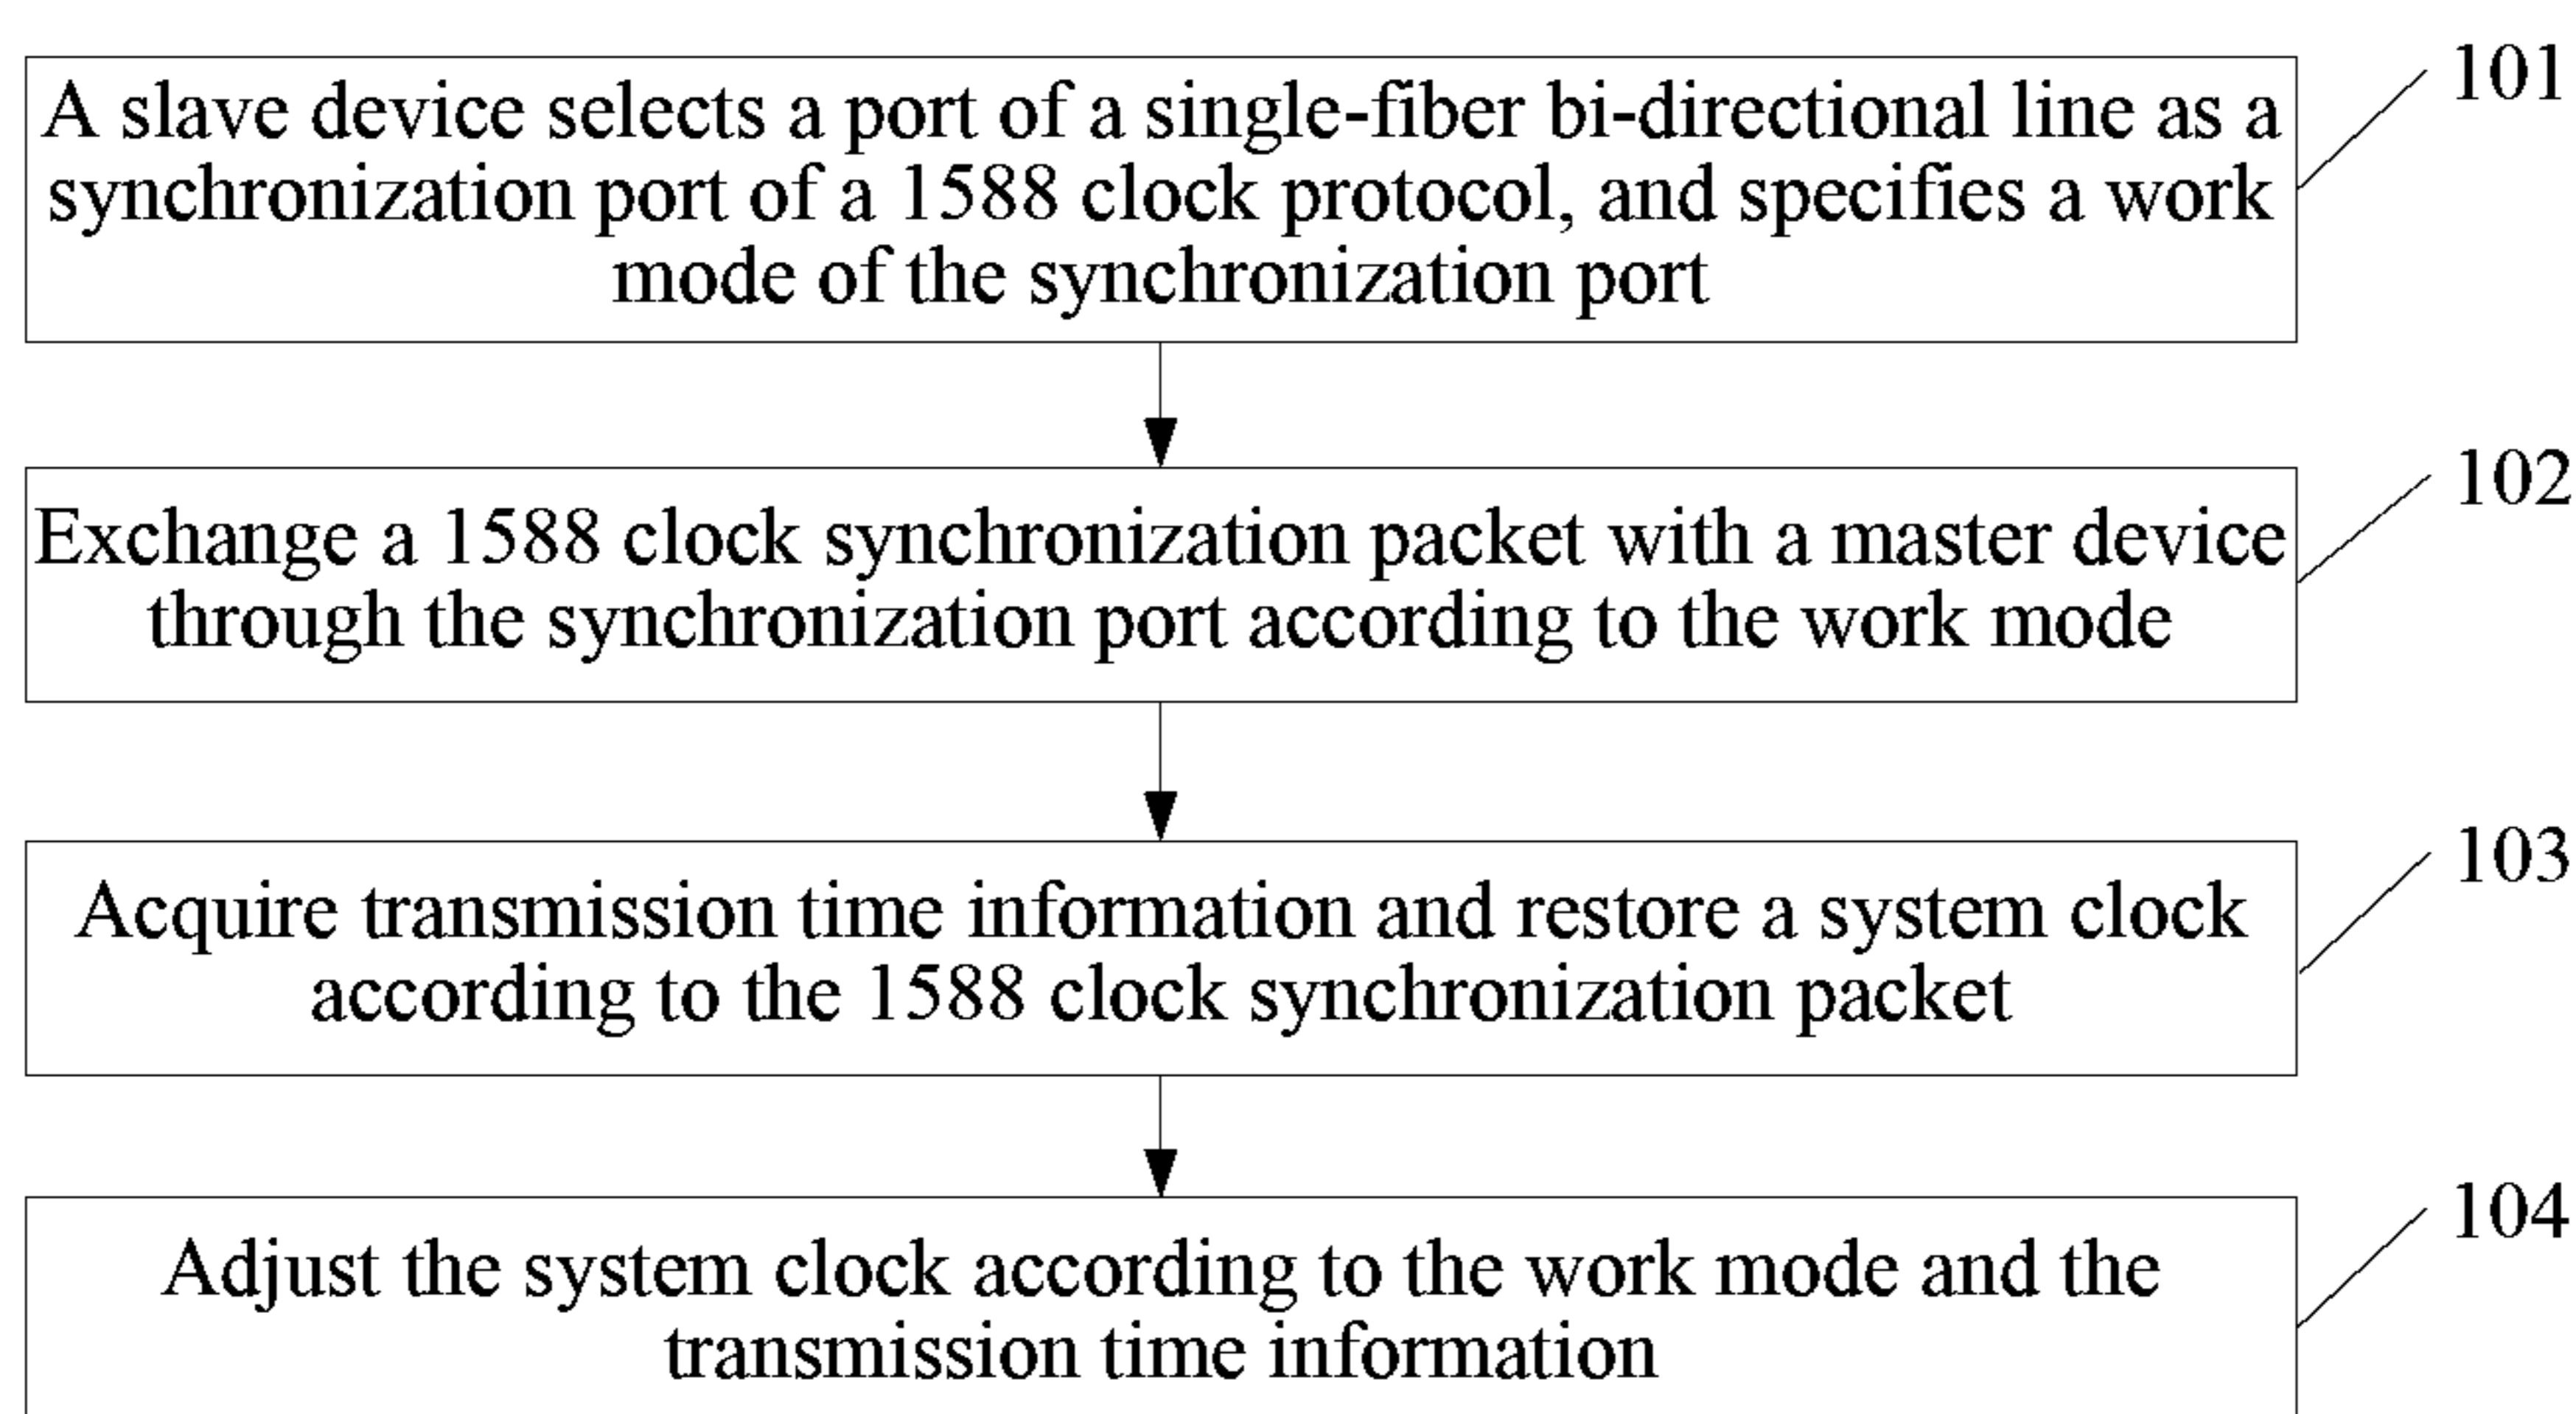 101
A slave device selects a port of a single-fiber bi-directional line as a
synchronization port of a 1588 clock protocol, and specifies a work
mode of the synchronization port
102
Exchange a 1588 clock synchronization packet with a master device
through the synchronization port according to the work mode
103
Acquire transmission time information and restore a system clock
according to the 1588 clock synchronization packet
104
Adjust the system clock according to the work mode and the
transmission time information